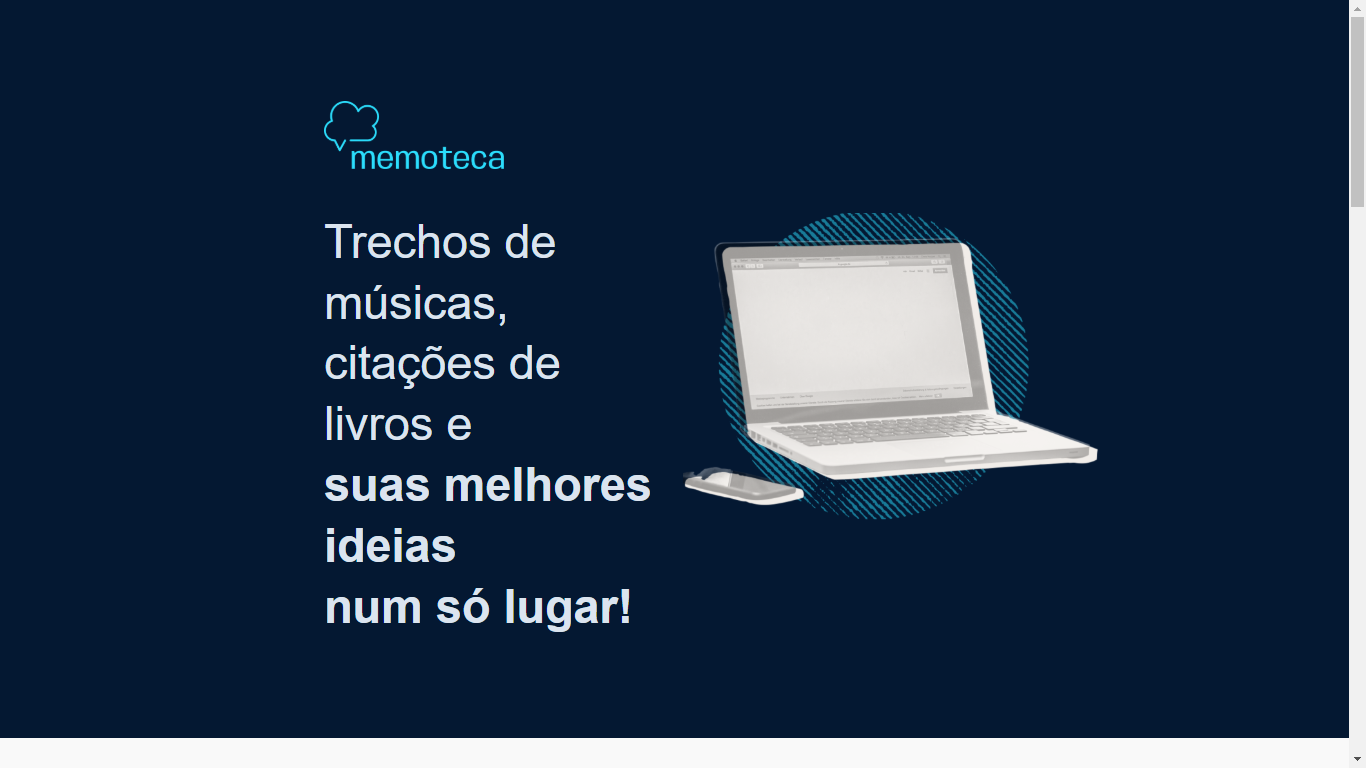 memoteca
Trechos de
músicas,
citações de
livros e
suas melhores
ideias
num só lugar!